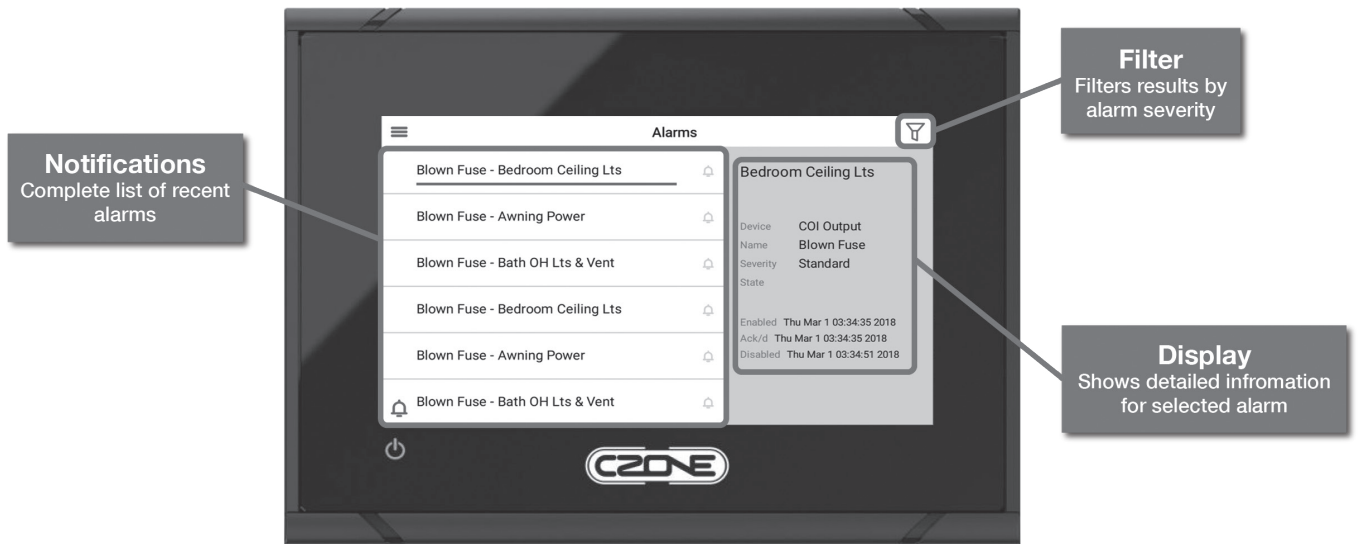 Filter
Filters results by
alarm severity
Notifications
Complete list of recent
alarms
Alarms
Blown Fuse - Bedroom Ceiling Lts
Blown Fuse - Awning Power
Blown Fuse - Bath OH Lts & Vent
Blown Fuse - Bedroom Ceiling Lts
Blown Fuse - Awning Power
Blown Fuse - Bath OH Lts & Vent
Bedroom Ceiling Lts
Device COI Output
Name Blown Fuse
Severity Standard
State
Enabled Thu Mar 1 03:34:35 2018
Ack/d Thu Mar 1 03:34:35 2018
Disabled Thu Mar 1 03:34:51 2018
Display
Shows detailed infromation
for selected alarm
CZONE